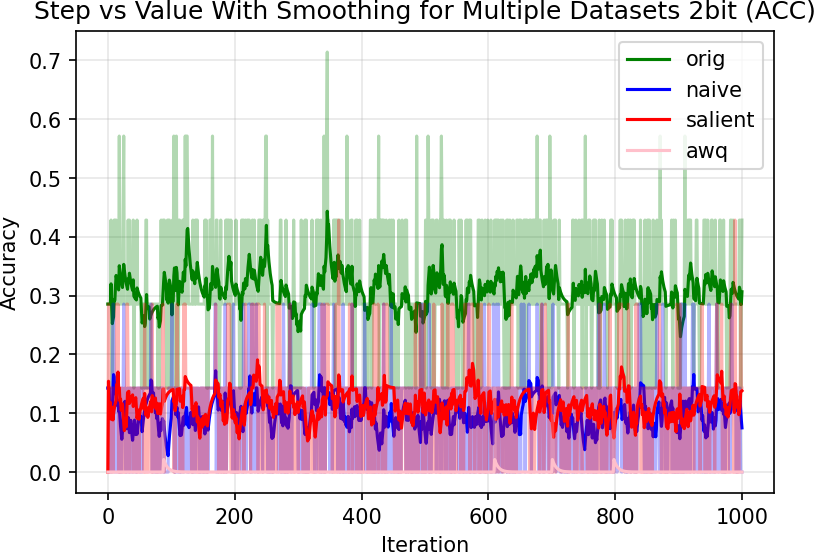 Step vs Value With Smoothing for Multiple Datasets 2bit (ACC)
orig
naive
salient
awq
0.7
0.6
0.5
0.4
0.3
0.2
0.1
0.0
Accuracy
0
200
400
600
800
1000
Iteration